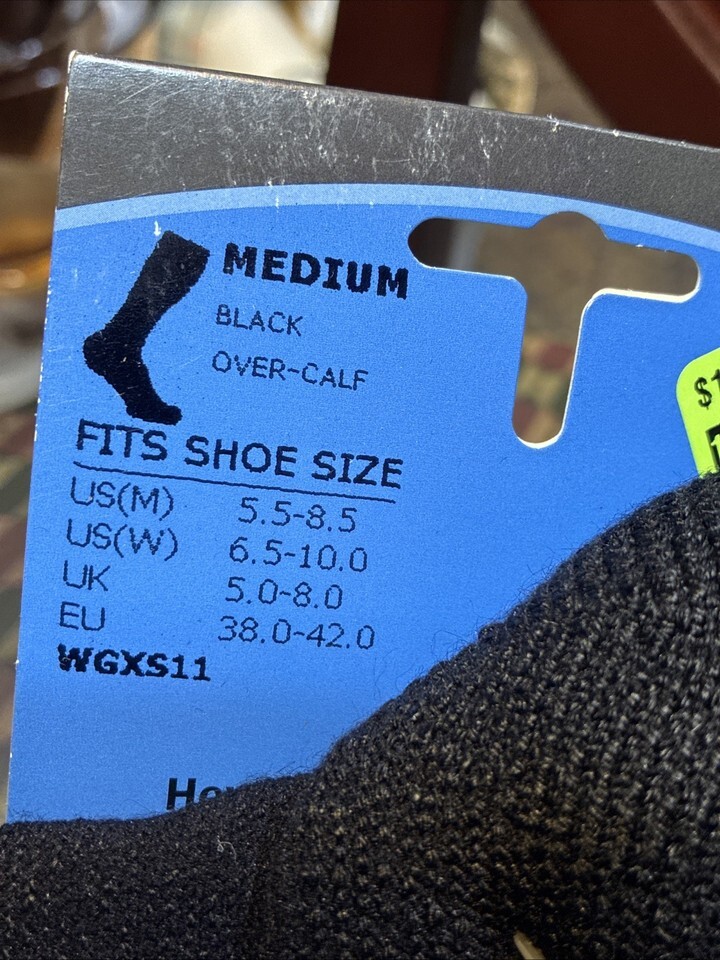 MEDIUM
BLACK
OVER-CALF
FITS SHOE SIZE
US(M) 5.5-8.5
US(W) 6.5-10.0
UK 5.0-8.0
EU 38.0-42.0
WGXS11